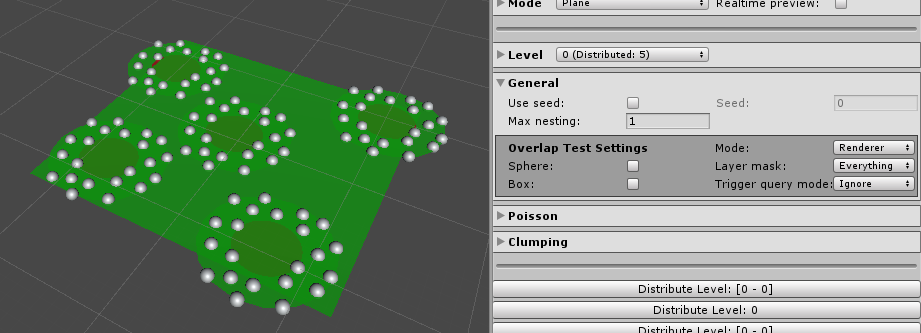 Mode Plane Realtime preview:
Level 0 (Distributed: 5)
General
Use seed: Seed: 0
Max nesting: 1
Overlap Test Settings Mode: Renderer
Sphere: Layer mask: Everything
Box: Trigger query mode: Ignore
Poisson
Clumping
Distribute Level: [0 - 0]
Distribute Level: 0
Distribute Level: [0 - 0]